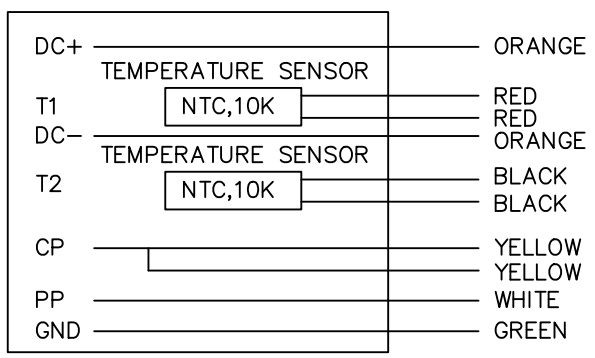 DC+ ORANGE
TEMPERATURE SENSOR
T1 NTC,10K RED
RED
DC- ORANGE
TEMPERATURE SENSOR
T2 NTC,10K BLACK
BLACK
CP YELLOW
YELLOW
PP WHITE
GND GREEN